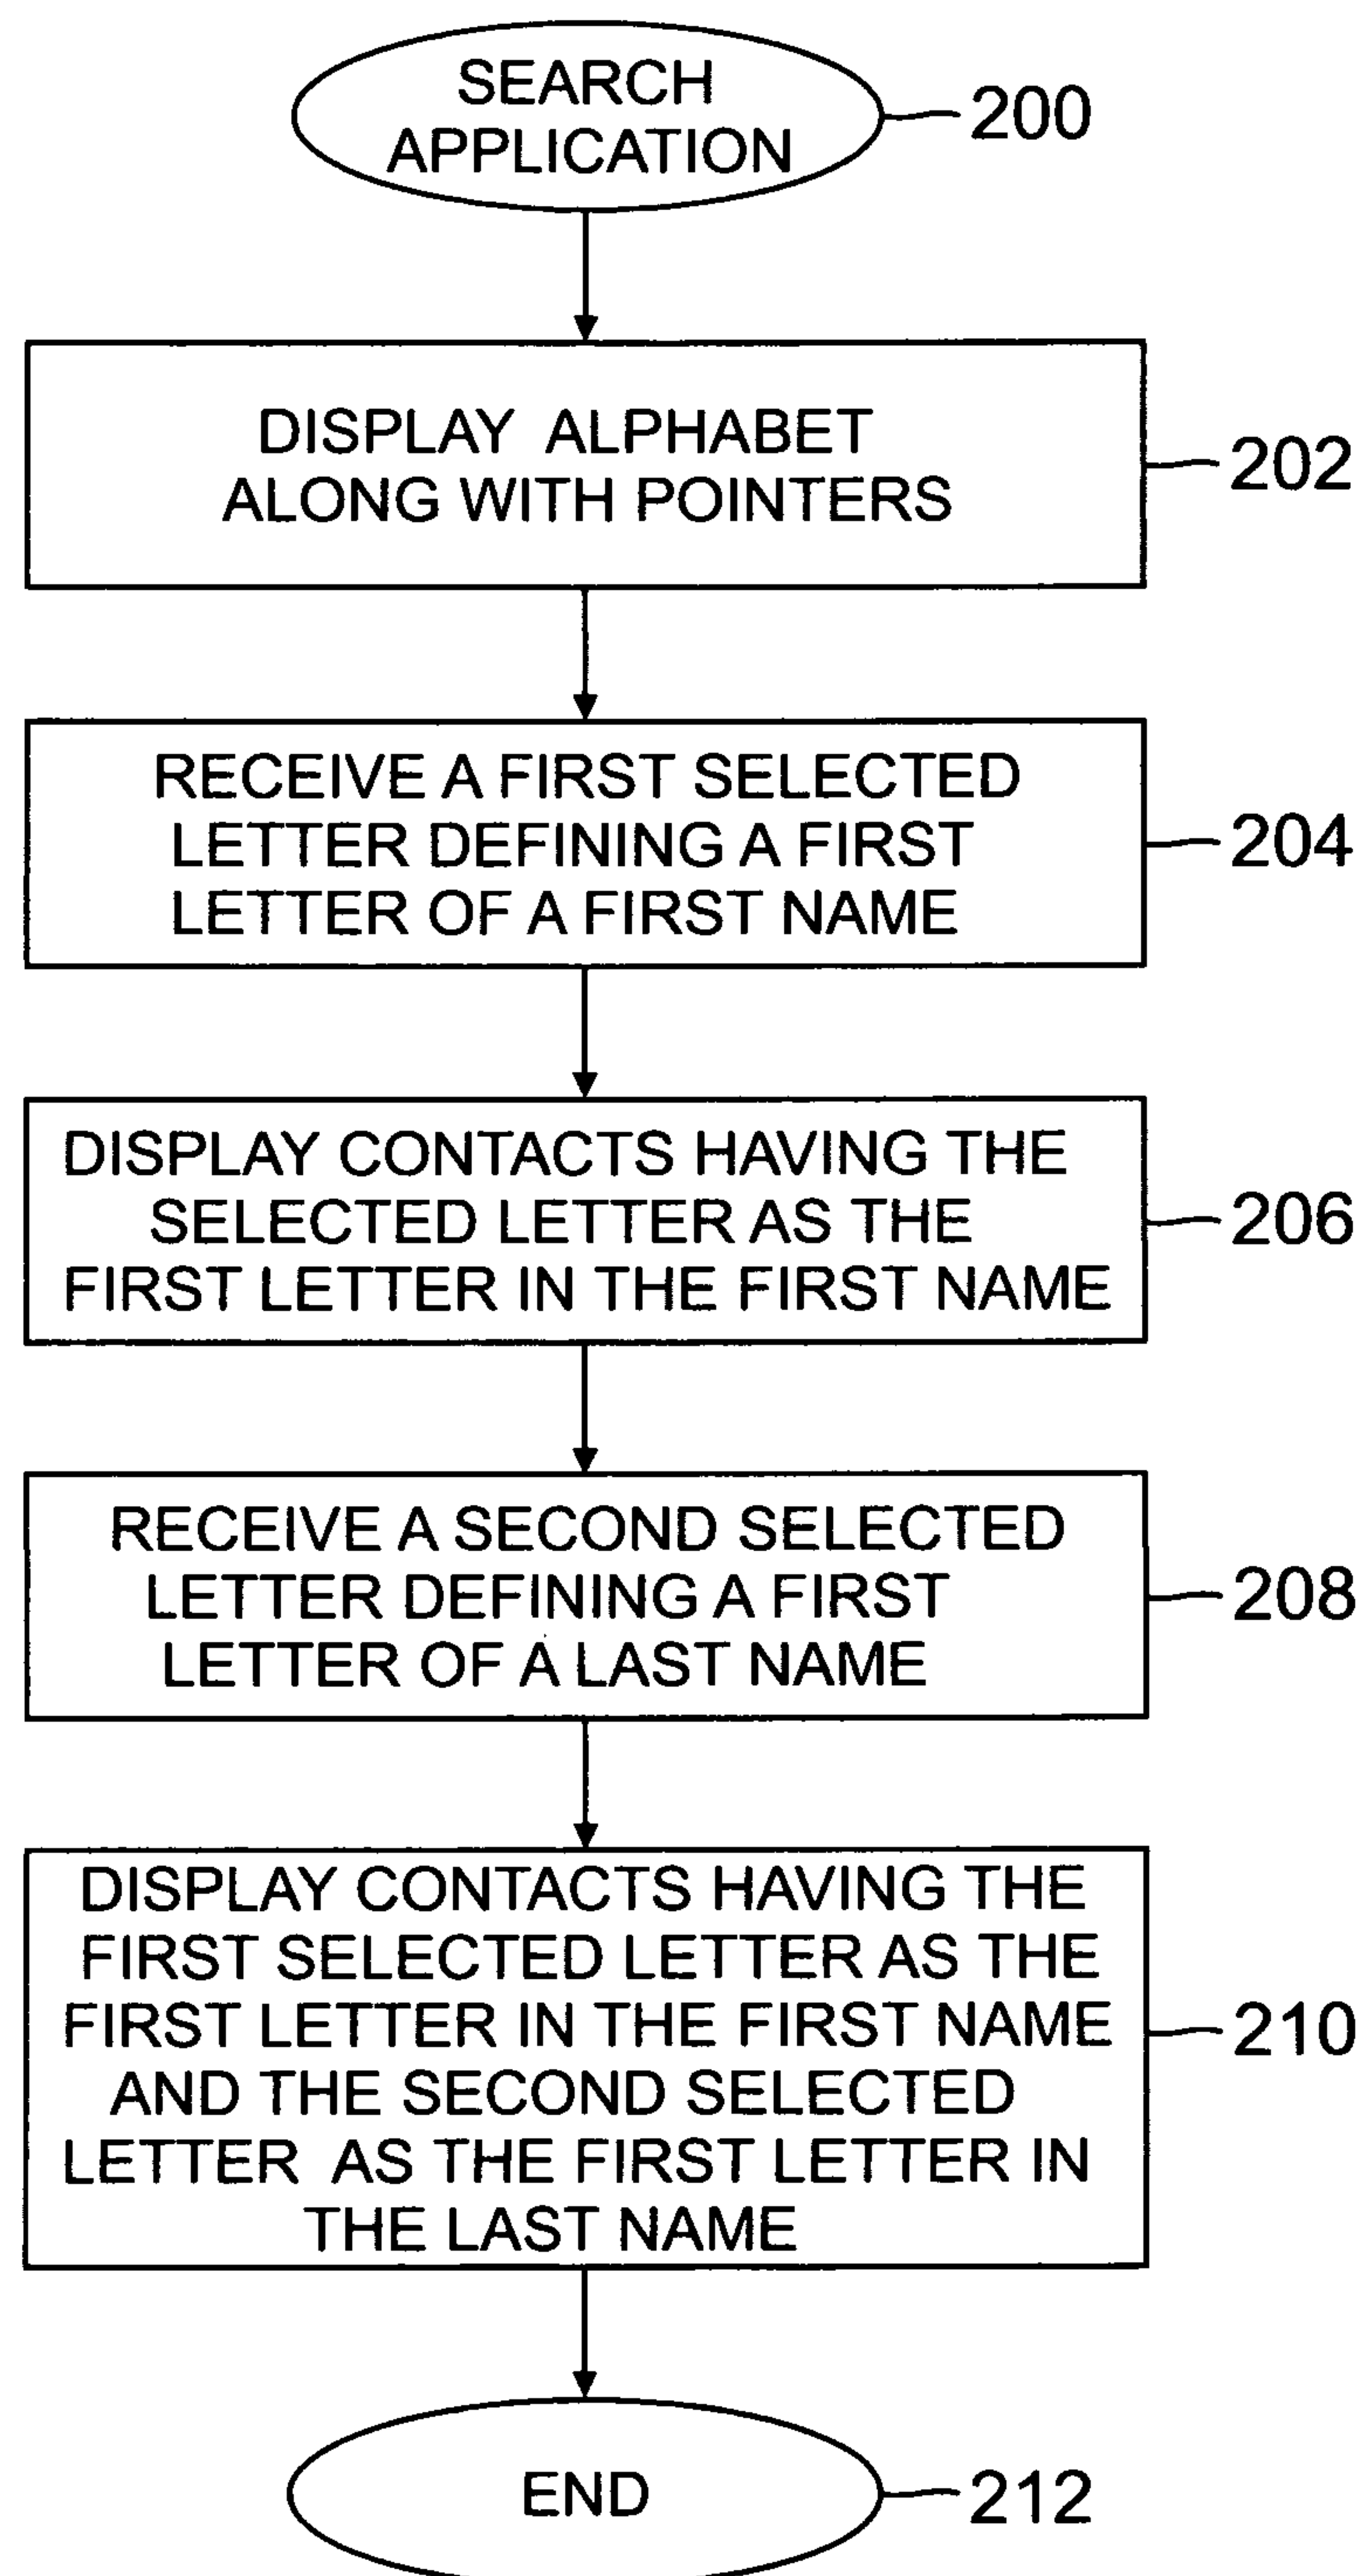 SEARCH
APPLICATION
200
DISPLAY ALPHABET
ALONG WITH POINTERS
202
RECEIVE A FIRST SELECTED
LETTER DEFINING A FIRST
LETTER OF A FIRST NAME
204
DISPLAY CONTACTS HAVING THE
SELECTED LETTER AS THE
FIRST LETTER IN THE FIRST NAME
206
RECEIVE A SECOND SELECTED
LETTER DEFINING A FIRST
LETTER OF A LAST NAME
208
DISPLAY CONTACTS HAVING THE
FIRST SELECTED LETTER AS THE
FIRST LETTER IN THE FIRST NAME
AND THE SECOND SELECTED
LETTER AS THE FIRST LETTER IN
THE LAST NAME
210
END
212